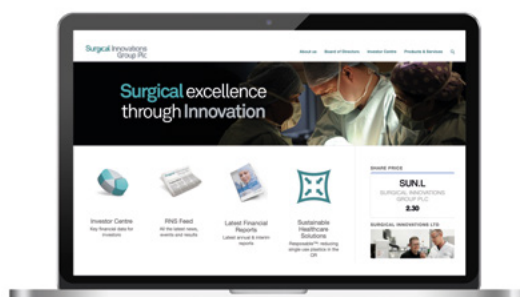 Surgical Innovations
Group Plc
About us
Board of Directors
Investor Centre
Products & Services
Surgical excellence
through Innovation
Investor Centre
Key financial data for
investors
RNS Feed
All the latest news,
events and results
Latest Financial
Reports
Latest annual & interim
reports
Sustainable
Healthcare
Solutions
Resposable™ reducing
single use plastics in the
OR
SHARE PRICE
SUN.L
SURGICAL INNOVATIONS
GROUP PLC
2.30
SURGICAL INNOVATIONS LTD